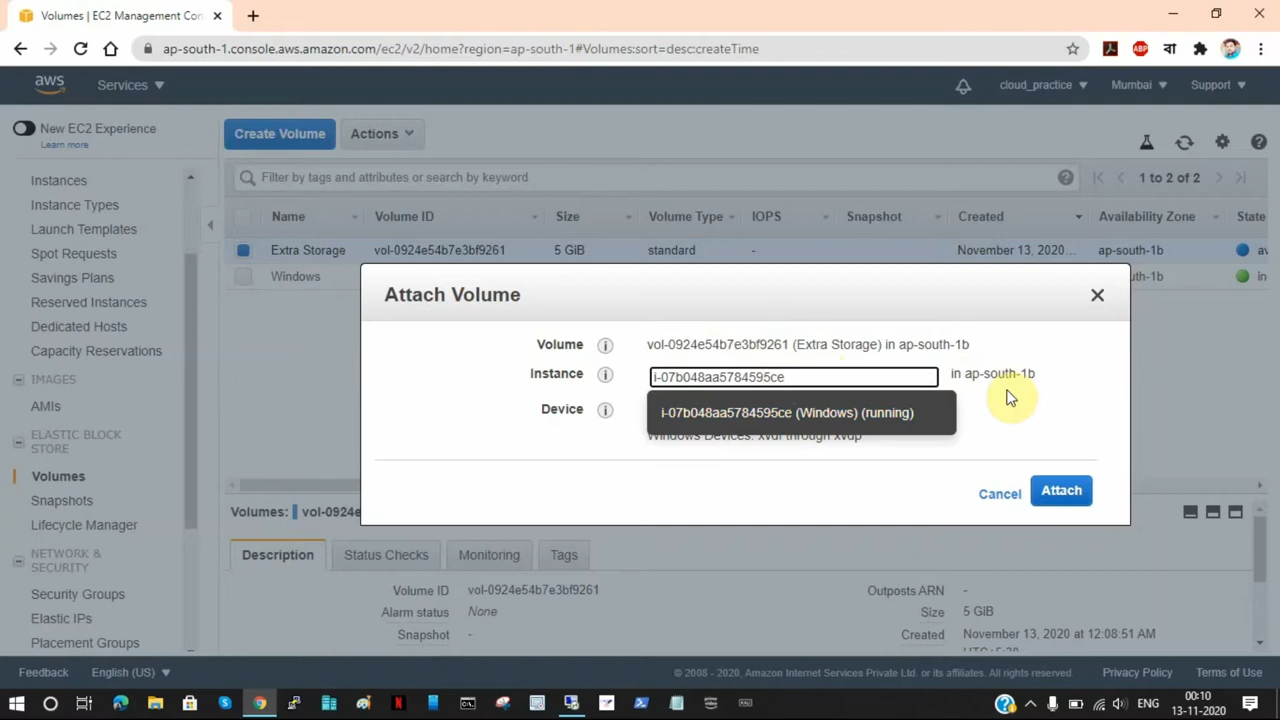 Volumes | EC2 Management Con
ap-south-1.console.aws.amazon.com/ec2/v2/home?region=ap-south-1#Volumes:sort=desc:createTime
ABP
বা
aws
Services
cloud_practice
Mumbai
Support
New EC2 Experience
Learn more
Create Volume
Actions
Filter by tags and attributes or search by keyword
1 to 2 of 2
Name
Volume ID
Size
Volume Type
IOPS
Snapshot
Created
Availability Zone
State
Extra Storage
vol-0924e54b7e3bf9261
5 GiB
standard
-
November 13, 2020...
ap-south-1b
av
Windows
-south-1b
in
Instances
Instance Types
Launch Templates
Spot Requests
Savings Plans
Reserved Instances
Dedicated Hosts
Capacity Reservations
IMAGES
AMIs
ELASTIC BLOCK
STORE
Volumes
Snapshots
Lifecycle Manager
NETWORK &
SECURITY
Security Groups
Elastic IPs
Placement Groups
Attach Volume
Volume
vol-0924e54b7e3bf9261 (Extra Storage) in ap-south-1b
Instance
i-07b048aa5784595ce
in ap-south-1b
i-07b048aa5784595ce (Windows) (running)
Device
Windows Devices: xvdf through xvdp
Cancel
Attach
Volumes:
vol-0924e
Description
Status Checks
Monitoring
Tags
Volume ID
vol-0924e54b7e3bf9261
Alarm status
None
Snapshot
-
Outposts ARN
-
Size
5 GiB
Created
November 13, 2020 at 12:08:51 AM
UTC+5:30
Feedback
English (US)
© 2008 - 2020, Amazon Internet Services Private Ltd. or its affiliates. All rights reserved.
Privacy Policy
Terms of Use
ENG
00:10
13-11-2020